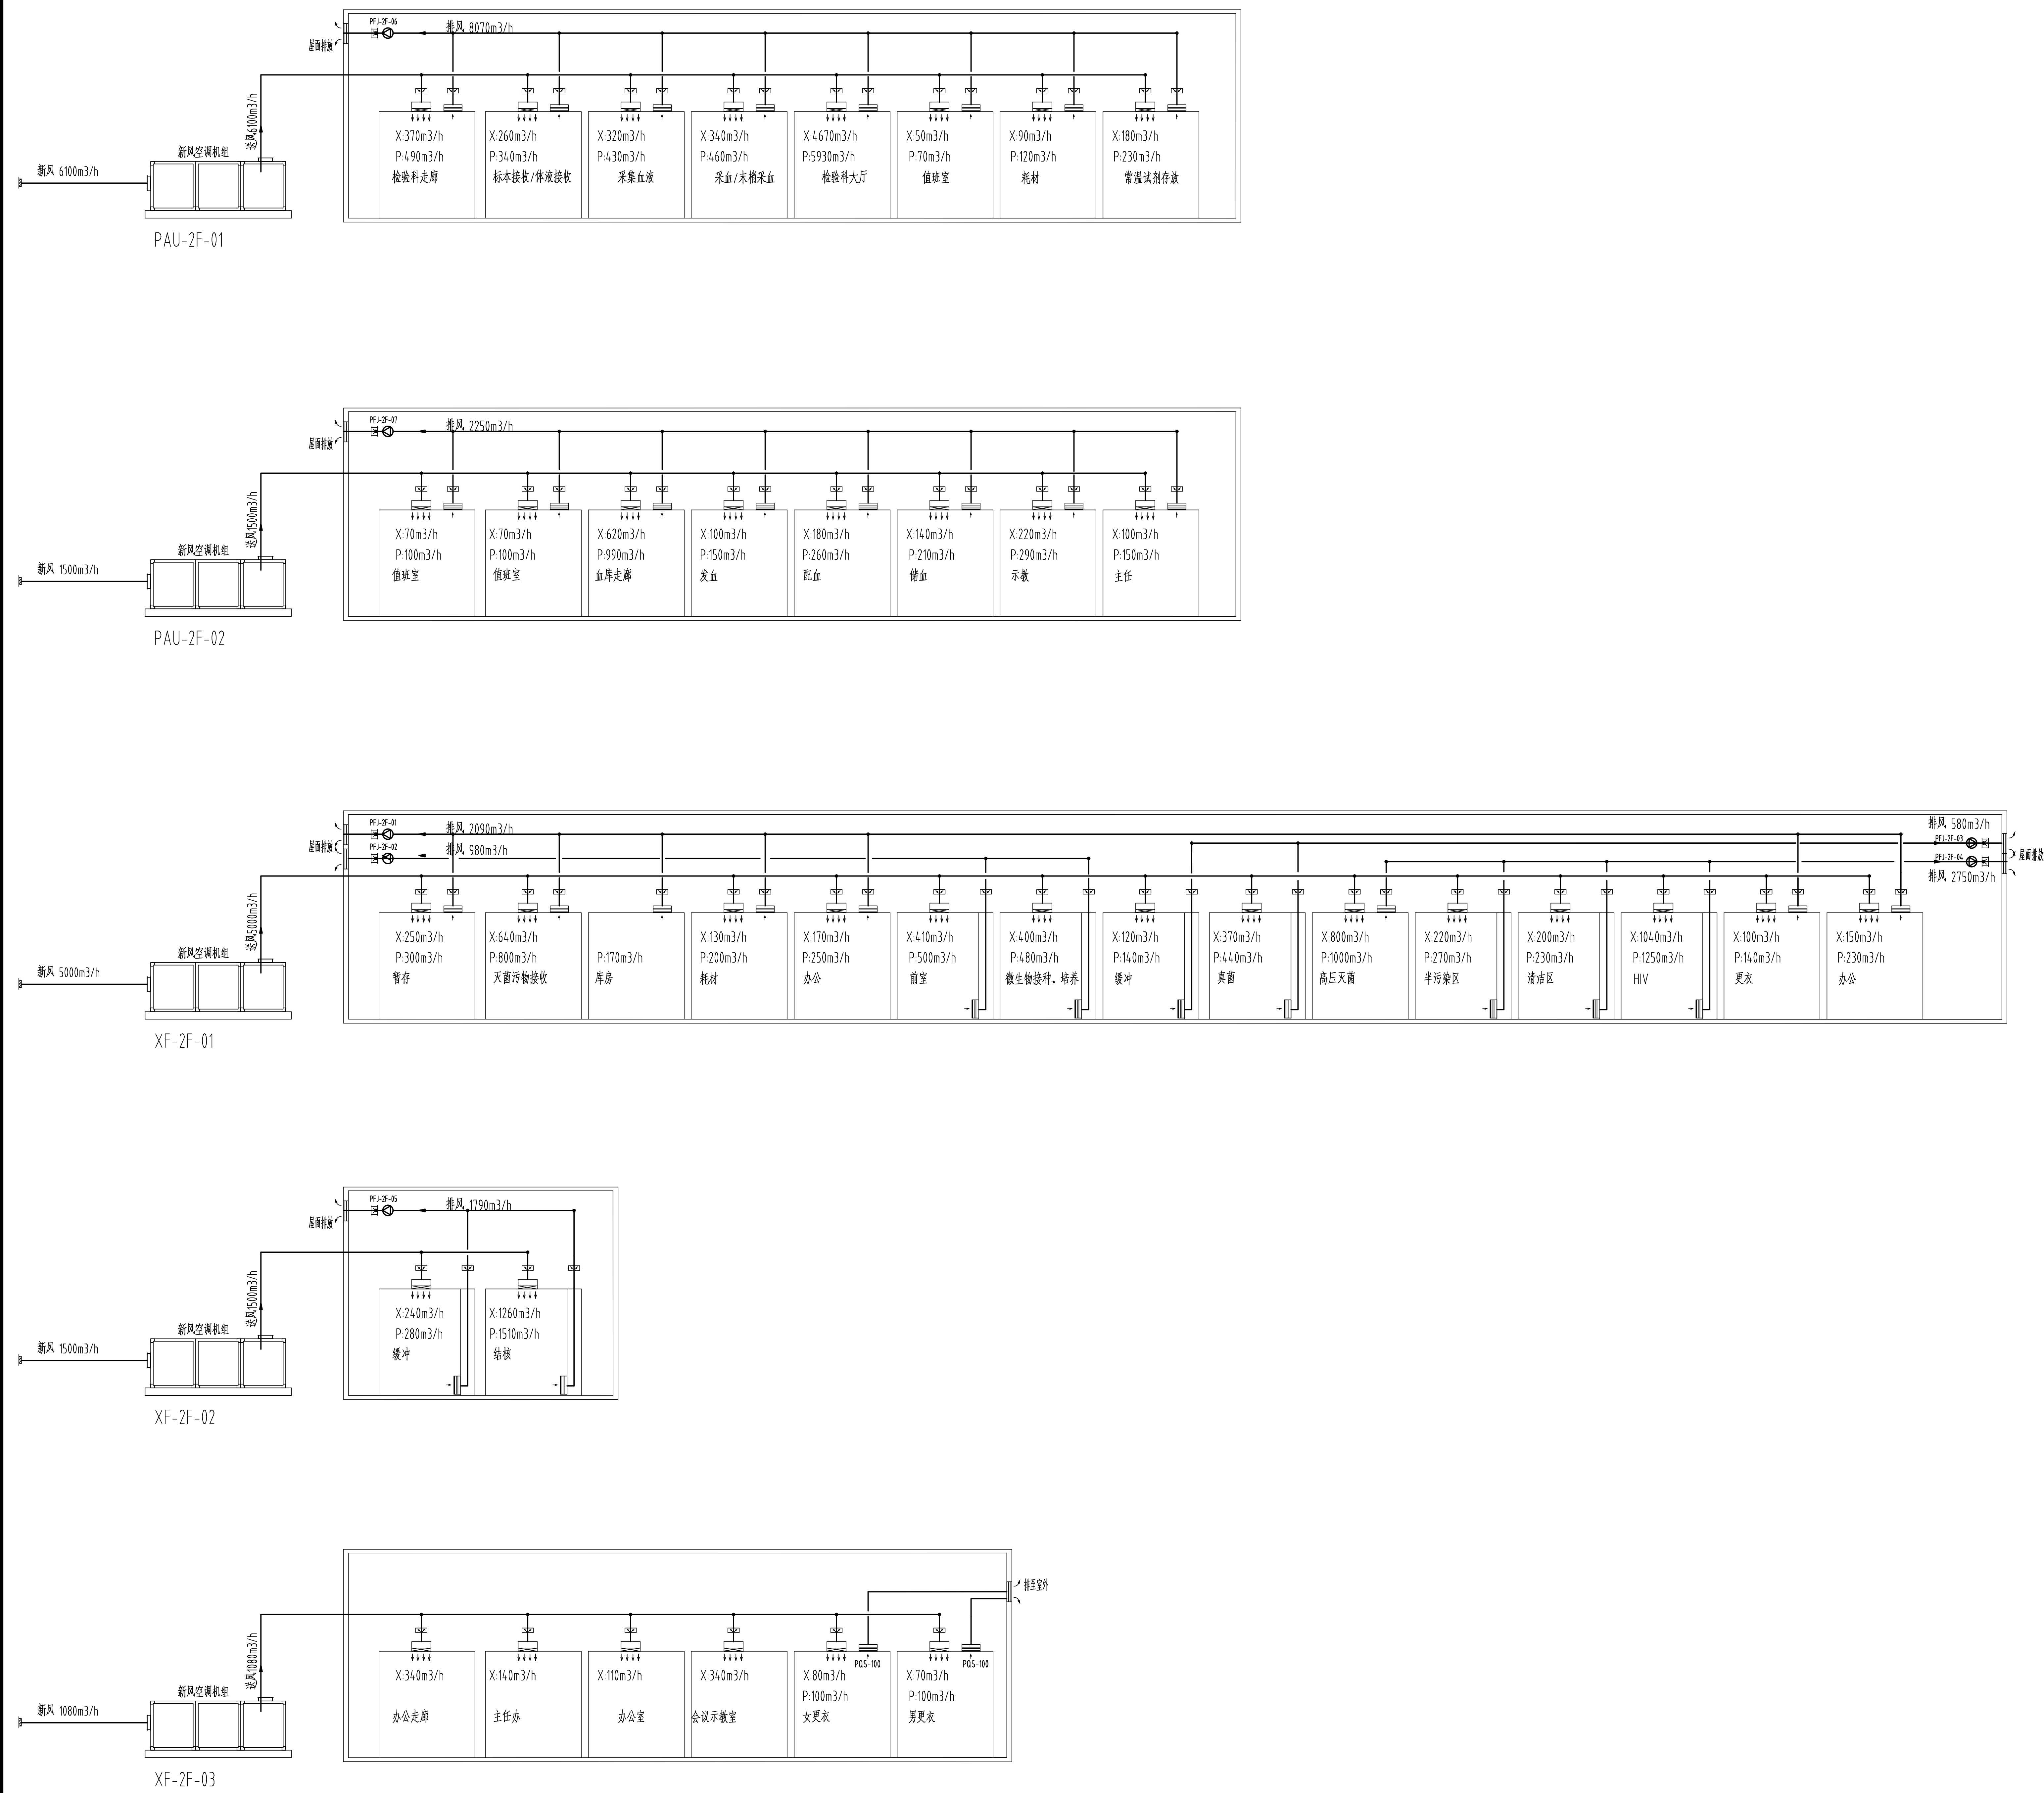 PFJ-2F-06
排风 8070m3/h
屋面排放
送风6100m3/h
新风空调机组
新风 6100m3/h
PAU-2F-01
X:370m3/h
P:490m3/h
检验科走廊
X:260m3/h
P:340m3/h
标本接收/体液接收
X:320m3/h
P:430m3/h
采集血液
X:340m3/h
P:460m3/h
采血/末梢采血
X:4670m3/h
P:5930m3/h
检验科大厅
X:50m3/h
P:70m3/h
值班室
X:90m3/h
P:120m3/h
耗材
X:180m3/h
P:230m3/h
常温试剂存放
PFJ-2F-07
排风 2250m3/h
屋面排放
送风1500m3/h
新风空调机组
新风 1500m3/h
PAU-2F-02
X:70m3/h
P:100m3/h
值班室
X:70m3/h
P:100m3/h
值班室
X:620m3/h
P:990m3/h
血库走廊
X:100m3/h
P:150m3/h
发血
X:180m3/h
P:260m3/h
配血
X:140m3/h
P:210m3/h
储血
X:220m3/h
P:290m3/h
示教
X:100m3/h
P:150m3/h
主任
PFJ-2F-01
排风 2090m3/h
屋面排放
PFJ-2F-02
排风 980m3/h
排风 580m3/h
PFJ-2F-03
PFJ-2F-04
屋面排放
排风 2750m3/h
送风5000m3/h
新风空调机组
新风 5000m3/h
XF-2F-01
X:250m3/h
P:300m3/h
暂存
X:640m3/h
P:800m3/h
灭菌污物接收
P:170m3/h
库房
X:130m3/h
P:200m3/h
耗材
X:170m3/h
P:250m3/h
办公
X:410m3/h
P:500m3/h
前室
X:400m3/h
P:480m3/h
微生物接种、培养
X:120m3/h
P:140m3/h
缓冲
X:370m3/h
P:440m3/h
真菌
X:800m3/h
P:1000m3/h
高压灭菌
X:220m3/h
P:270m3/h
半污染区
X:200m3/h
P:230m3/h
清洁区
X:1040m3/h
P:1250m3/h
HIV
X:100m3/h
P:140m3/h
更衣
X:150m3/h
P:230m3/h
办公
PFJ-2F-05
排风 1790m3/h
屋面排放
送风1500m3/h
新风空调机组
新风 1500m3/h
XF-2F-02
X:240m3/h
P:280m3/h
缓冲
X:1260m3/h
P:1510m3/h
结核
排至室外
送风1080m3/h
新风空调机组
新风 1080m3/h
XF-2F-03
X:340m3/h
办公走廊
X:140m3/h
主任办
X:110m3/h
办公室
X:340m3/h
会议示教室
PQS-100
X:80m3/h
P:100m3/h
女更衣
PQS-100
X:70m3/h
P:100m3/h
男更衣